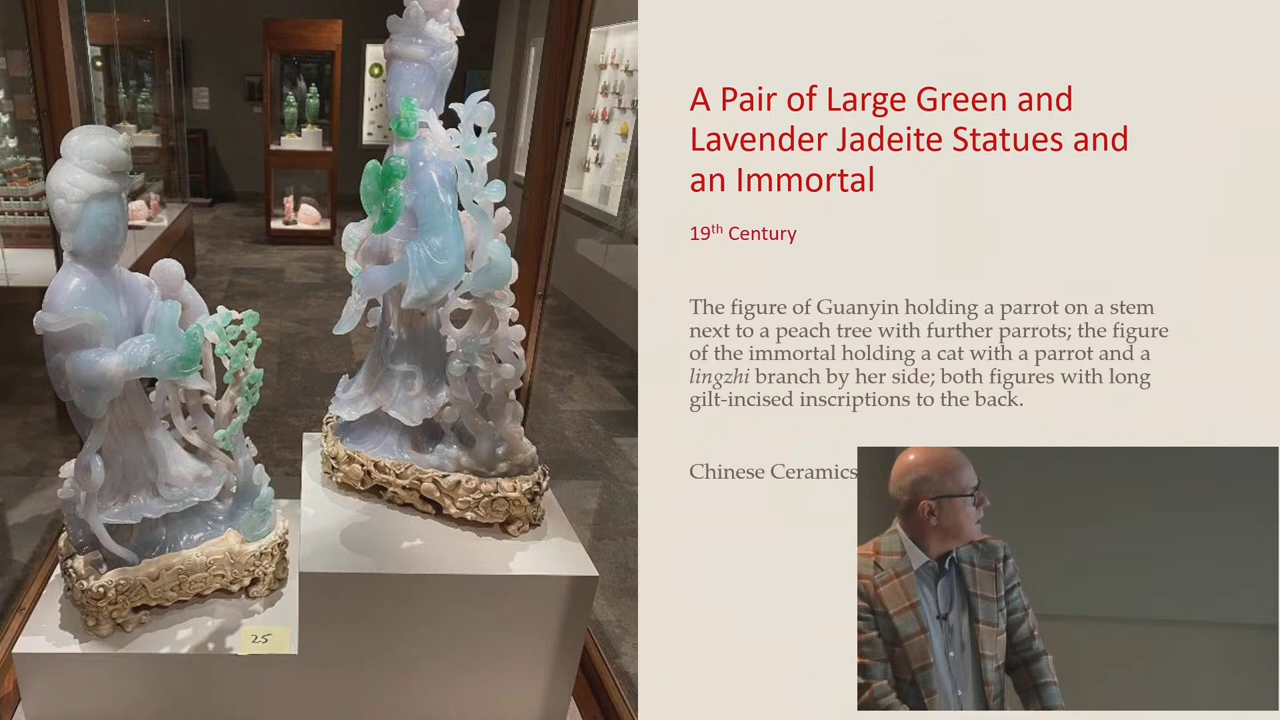 A Pair of Large Green and
Lavender Jadeite Statues and
an Immortal
19th Century
The figure of Guanyin holding a parrot on a stem
next to a peach tree with further parrots; the figure
of the immortal holding a cat with a parrot and a
lingzhi branch by her side; both figures with long
gilt-incised inscriptions to the back.
Chinese Ceramics
25